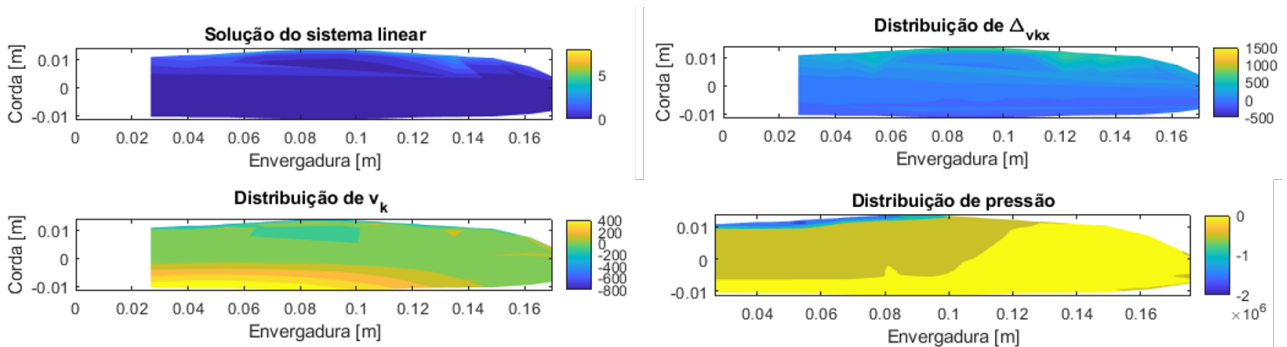 Solução do sistema linear
Corda [m]
0.01
0
-0.01
0 0.02 0.04 0.06 0.08 0.1 0.12 0.14 0.16
Envergadura [m]
5
0
Distribuição de Δvkx
Corda [m]
0.01
0
-0.01
0 0.02 0.04 0.06 0.08 0.1 0.12 0.14 0.16
Envergadura [m]
1500
1000
500
0
-500
Distribuição de vk
Corda [m]
0.01
0
-0.01
0 0.02 0.04 0.06 0.08 0.1 0.12 0.14 0.16
Envergadura [m]
400
200
0
-200
-400
-600
-800
Distribuição de pressão
0.01
0
-0.01
0.04 0.06 0.08 0.1 0.12 0.14 0.16
Envergadura [m]
0
-1
-2
×10^6